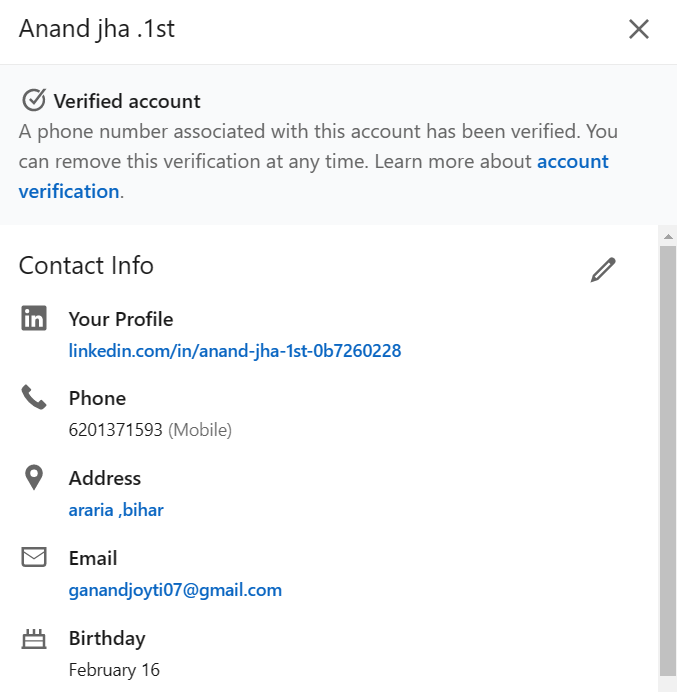 Anand jha .1st
Verified account
A phone number associated with this account has been verified. You
can remove this verification at any time. Learn more about account
verification.
Contact Info
in
Your Profile
linkedin.com/in/anand-jha-1st-0b7260228
Phone
6201371593 (Mobile)
Address
araria ,bihar
Email
ganandjoyti07@gmail.com
Birthday
February 16